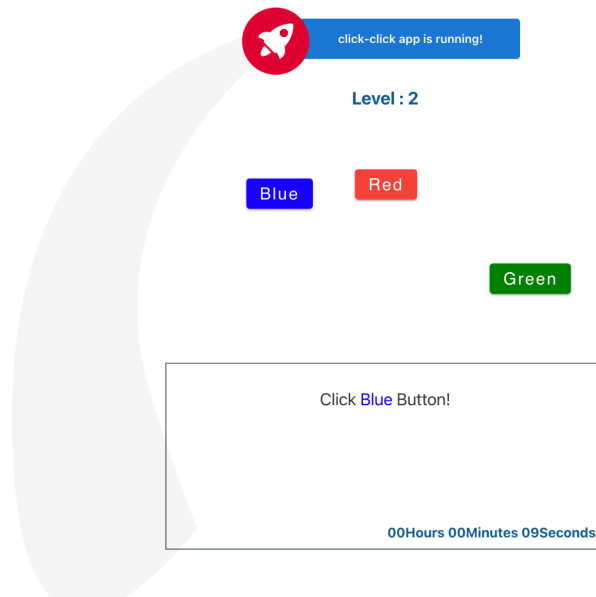 click-click app is running!
Level : 2
Blue
Red
Green
Click Blue Button!
00Hours 00Minutes 09Seconds